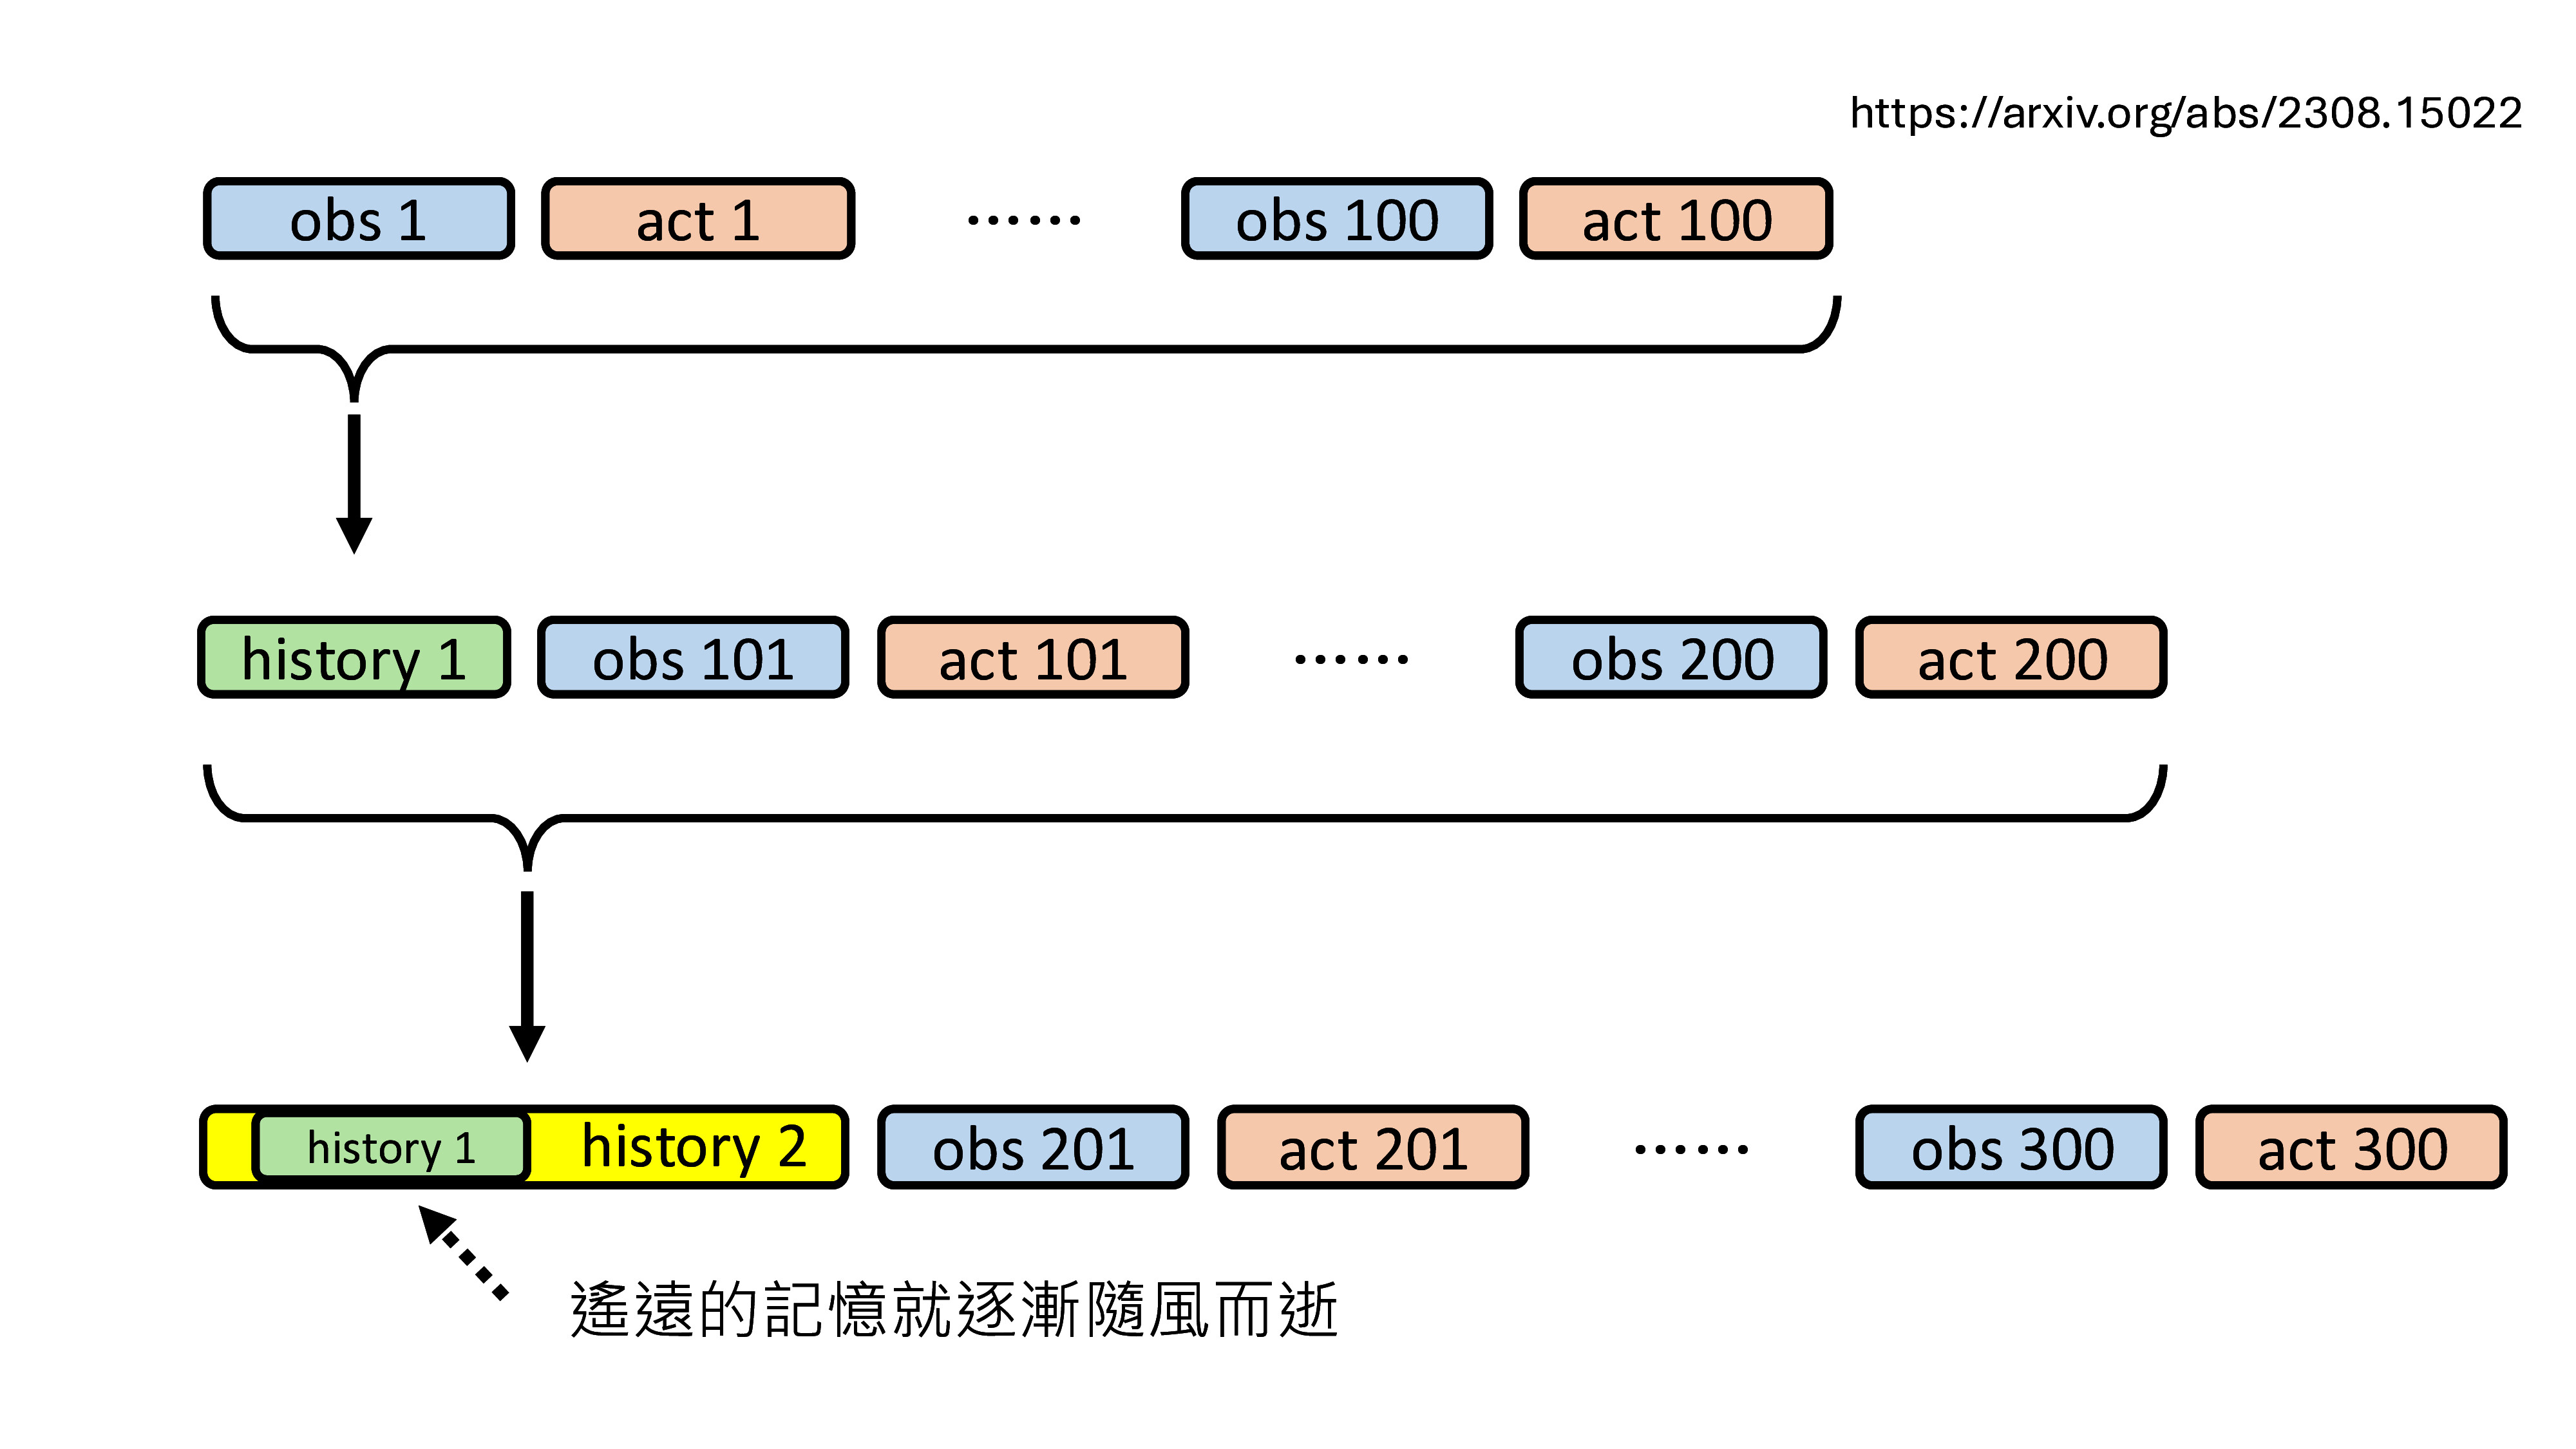 https://arxiv.org/abs/2308.15022
obs 1 act 1 …… obs 100 act 100
history 1 obs 101 act 101 …… obs 200 act 200
history 1 history 2 obs 201 act 201 …… obs 300 act 300
遙遠的記憶就逐漸隨風而逝